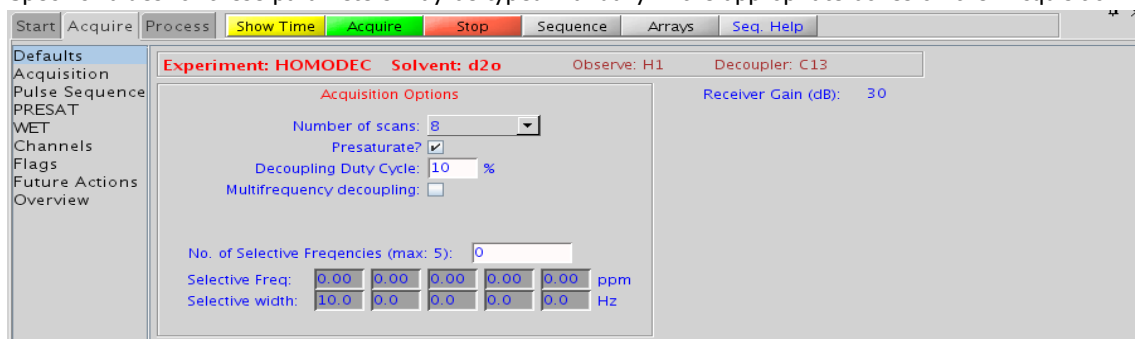 Start Acquire Process Show Time Acquire Stop Sequence Arrays Seq. Help
Defaults
Acquisition
Pulse Sequence
PRESAT
WET
Channels
Flags
Future Actions
Overview
Experiment: HOMODEC Solvent: d2o Observe: H1 Decoupler: C13
Acquisition Options
Number of scans: 8
Presaturate?
Decoupling Duty Cycle: 10 %
Multifrequency decoupling:
No. of Selective Freqencies (max: 5): 0
Selective Freq: 0.00 0.00 0.00 0.00 0.00 ppm
Selective width: 10.0 0.0 0.0 0.0 0.0 Hz
Receiver Gain (dB): 30